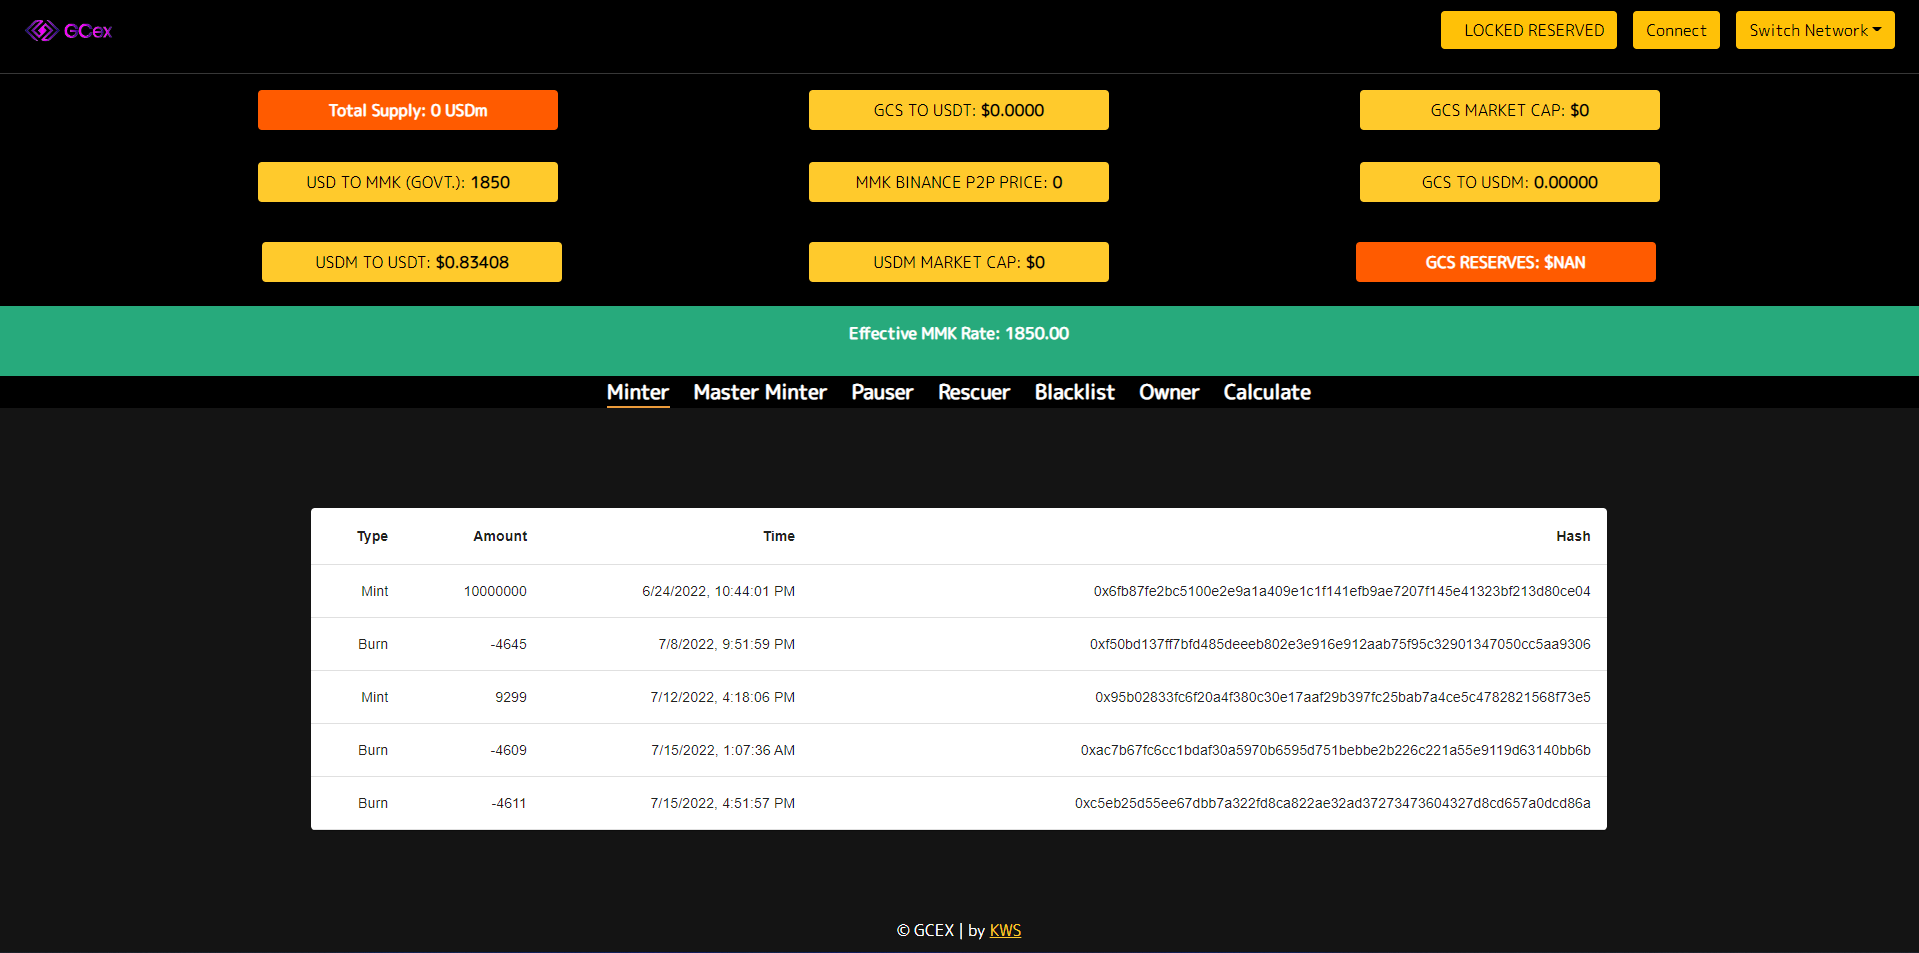 GCex
LOCKED RESERVED
Connect
Switch Network
Total Supply: 0 USDm
GCS TO USDT: $0.0000
GCS MARKET CAP: $0
USD TO MMK (GOVT.): 1850
MMK BINANCE P2P PRICE: 0
GCS TO USDM: 0.00000
USDM TO USDT: $0.83408
USDM MARKET CAP: $0
GCS RESERVES: $NAN
Effective MMK Rate: 1850.00
Minter Master Minter Pauser Rescuer Blacklist Owner Calculate
Type Amount Time Hash
Mint 10000000 6/24/2022, 10:44:01 PM 0x6fb87fe2bc5100e2e9a1a409e1c1f141efb9ae7207f145e41323bf213d80ce04
Burn -4645 7/8/2022, 9:51:59 PM 0xf50bd137ff7bfd485deeeb802e3e916e912aab75f95c32901347050cc5aa9306
Mint 9299 7/12/2022, 4:18:06 PM 0x95b02833fc6f20a4f380c30e17aaf29b397fc25bab7a4ce5c4782821568f73e5
Burn -4609 7/15/2022, 1:07:36 AM 0xac7b67fc6cc1bdaf30a5970b6595d751bebbe2b226c221a55e9119d63140bb6b
Burn -4611 7/15/2022, 4:51:57 PM 0xc5eb25d55ee67dbb7a322fd8ca822ae32ad37273473604327d8cd657a0dcd86a
© GCEX | by KWS